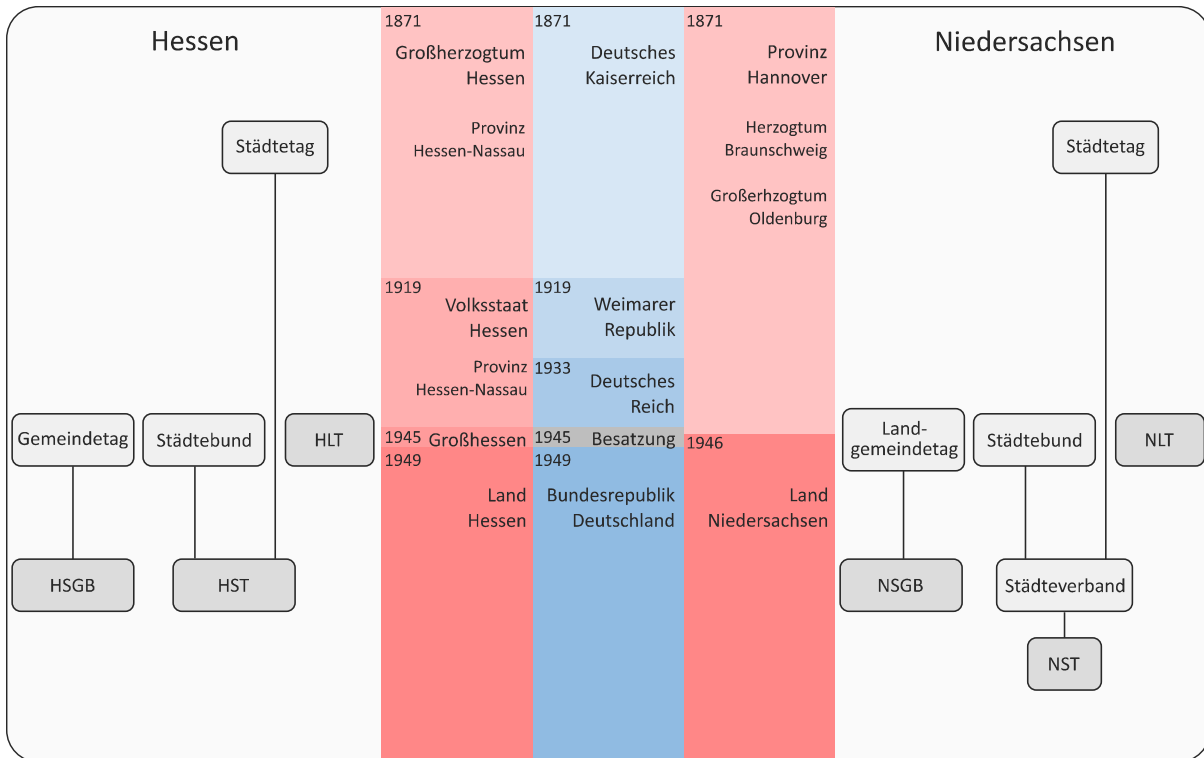 Hessen
Städtetag
Gemeindetag
Städtebund
HLT
HSGB
HST
1871
Großherzogtum
Hessen
Provinz
Hessen-Nassau
1919
Volksstaat
Hessen
Provinz
Hessen-Nassau
1945 Großhessen
1949
Land
Hessen
1871
Deutsches
Kaiserreich
1919
Weimarer
Republik
1933
Deutsches
Reich
1945 Besatzung
1949
Bundesrepublik
Deutschland
1871
Provinz
Hannover
Herzogtum
Braunschweig
Großerhzogtum
Oldenburg
1946
Land
Niedersachsen
Niedersachsen
Städtetag
Land-
gemeindetag
Städtebund
NLT
NSGB
Städteverband
NST